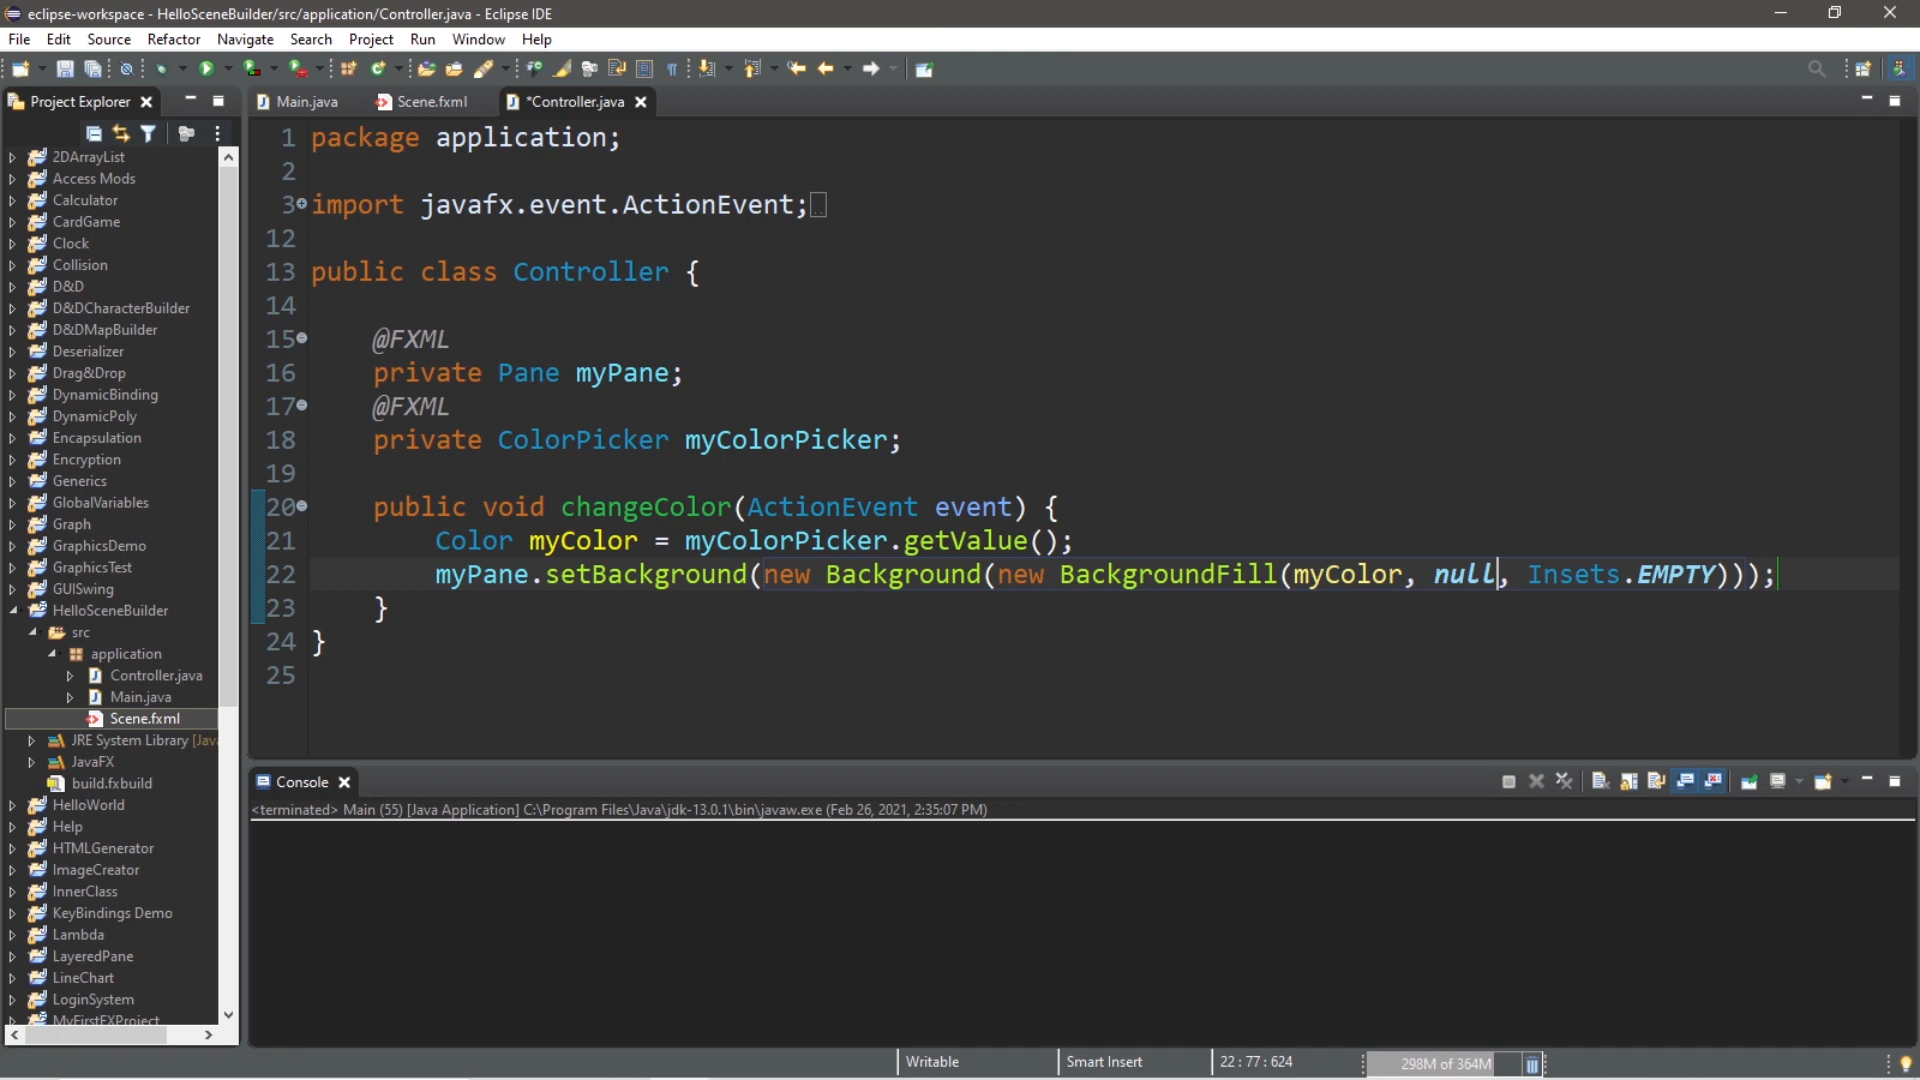 eclipse-workspace - HelloSceneBuilder/src/application/Controller.java - Eclipse IDE
File Edit Source Refactor Navigate Search Project Run Window Help
Project Explorer
Main.java
Scene.fxml
*Controller.java
2DArrayList
Access Mods
Calculator
CardGame
Clock
Collision
D&D
D&DCharacterBuilder
D&DMapBuilder
Deserializer
Drag&Drop
DynamicBinding
DynamicPoly
Encapsulation
Encryption
Generics
GlobalVariables
Graph
GraphicsDemo
GraphicsTest
GUISwing
HelloSceneBuilder
src
application
Controller.java
Main.java
Scene.fxml
JRE System Library [Java
JavaFX
build.fxbuild
HelloWorld
Help
HTMLGenerator
ImageCreator
InnerClass
KeyBindings Demo
Lambda
LayeredPane
LineChart
LoginSystem
MyFirstFXProject
1 package application;
2
3 import javafx.event.ActionEvent;
12
13 public class Controller {
14
15 @FXML
16 private Pane myPane;
17 @FXML
18 private ColorPicker myColorPicker;
19
20 public void changeColor(ActionEvent event) {
21 Color myColor = myColorPicker.getValue();
22 myPane.setBackground(new Background(new BackgroundFill(myColor, null, Insets.EMPTY)));
23 }
24 }
25
Console
<terminated> Main (55) [Java Application] C:\Program Files\Java\jdk-13.0.1\bin\javaw.exe (Feb 26, 2021, 2:35:07 PM)
Writable
Smart Insert
22 : 77 : 624
298M of 364M